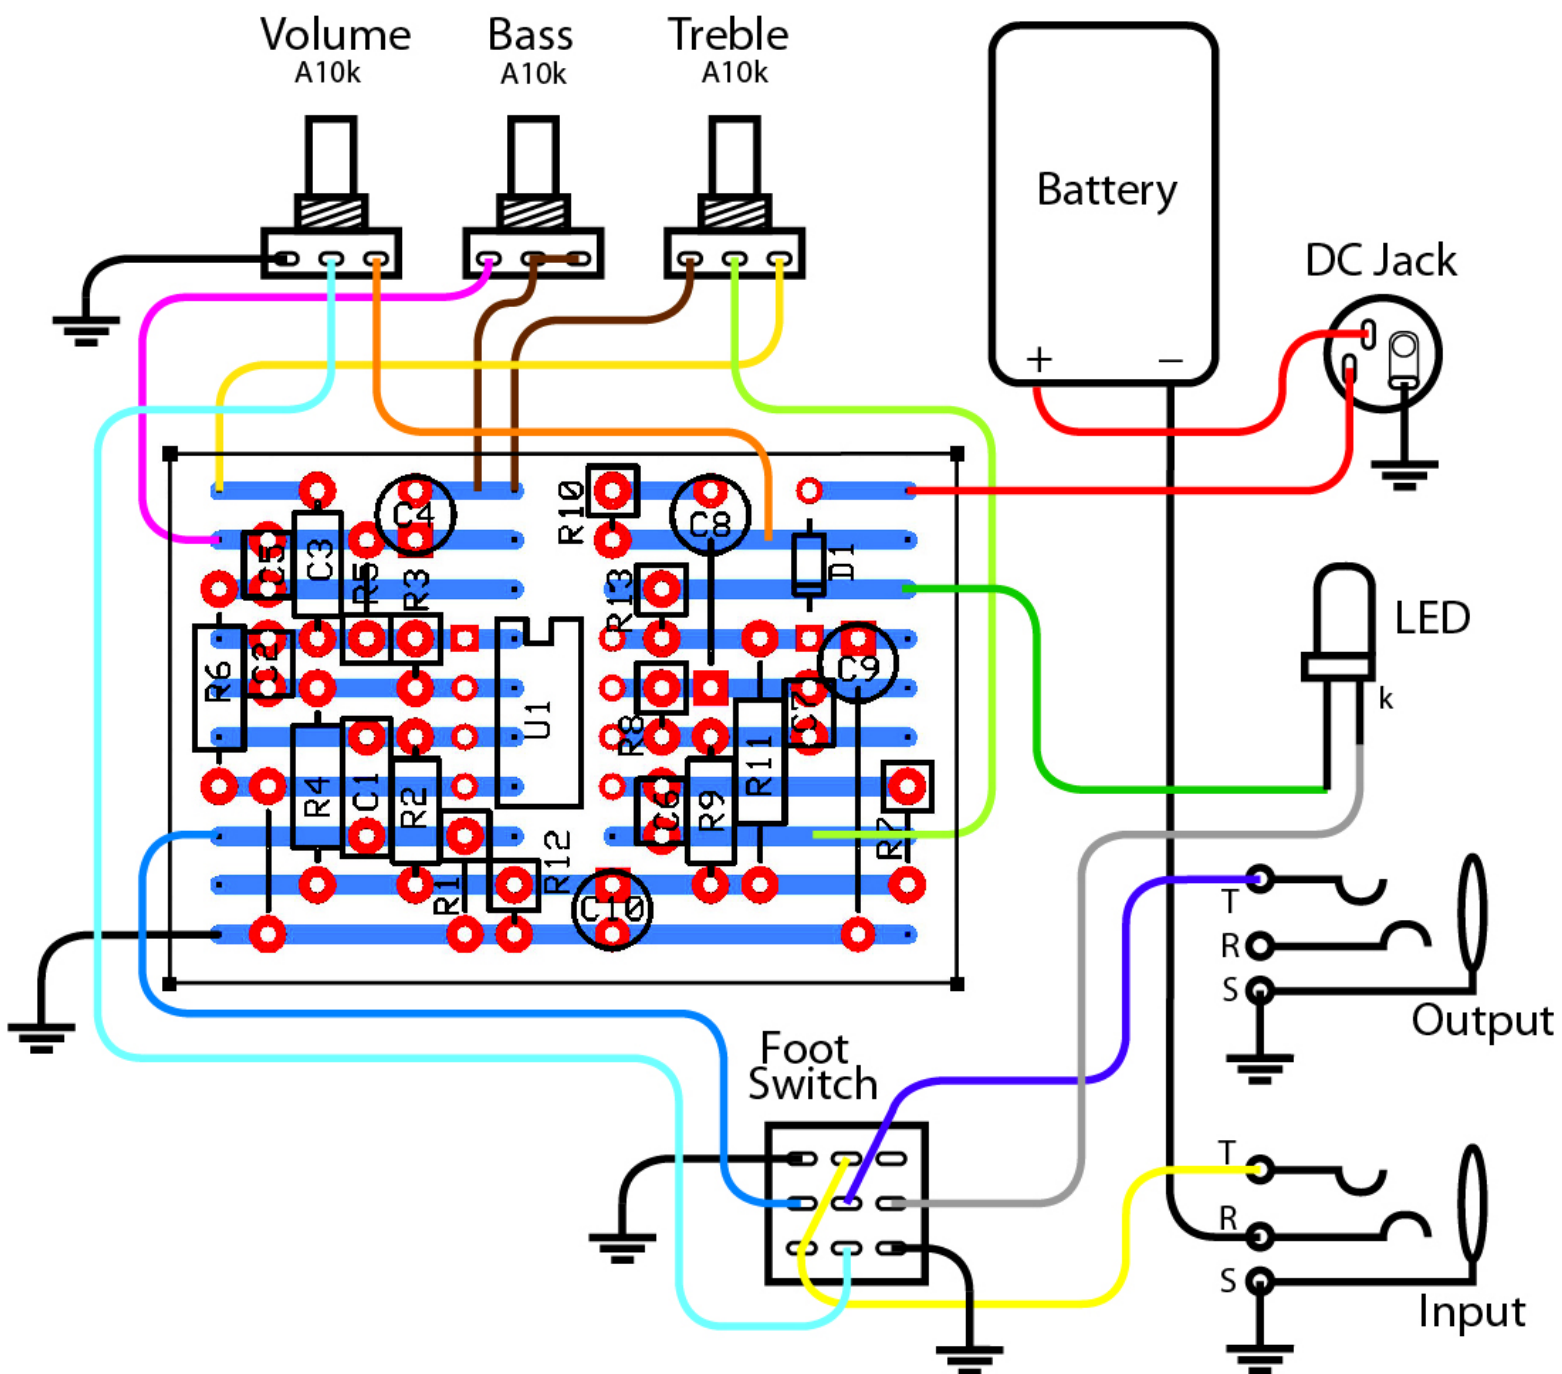 Volume
A10k
Bass
A10k
Treble
A10k
Battery
+ −
DC Jack
LED
k
C4
R10
C8
C5
C3
R5
R3
R13
D1
R6
C2
U1
R8
C9
C7
R4
C1
R2
C6
R9
R11
R7
R1
R12
C10
T
R
S
Output
Foot
Switch
T
R
S
Input